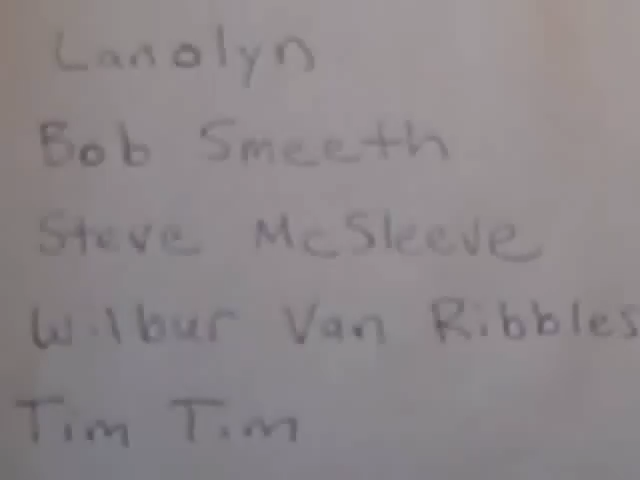 Lanolyn
Bob Smeeth
Steve McSleeve
Wilbur Van Ribbles
Tim Tim